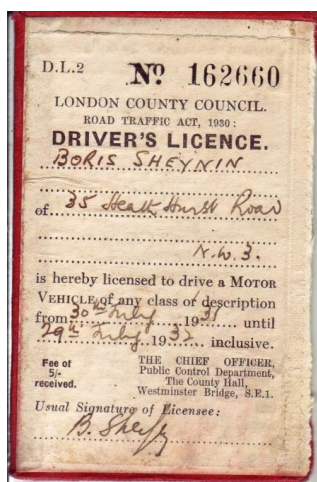 D.L.2 No 162660
LONDON COUNTY COUNCIL.
ROAD TRAFFIC ACT, 1930:
DRIVER'S LICENCE.
BORIS SHEYNIN
of 35 Heath Hurst Road
N.W.3.
is hereby licensed to drive a MOTOR
VEHICLE of any class or description
from 30th July 1931 until
29th July 1932 inclusive.
Fee of
5/-
received.
THE CHIEF OFFICER,
Public Control Department,
The County Hall,
Westminster Bridge, S.E.1.
Usual Signature of Licensee:
B.